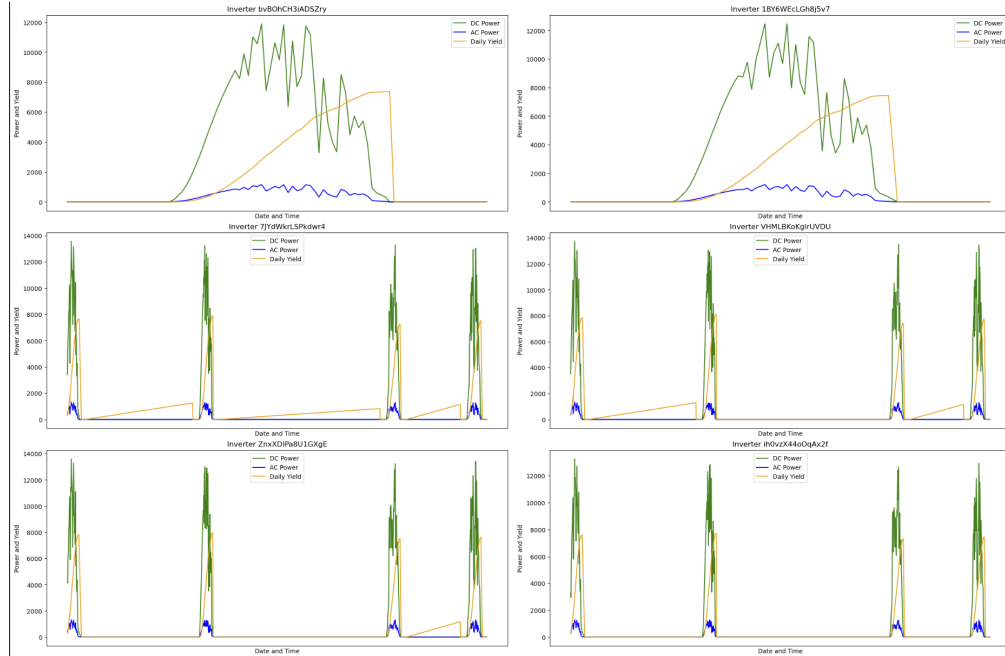 Inverter bvBOhCH3iADSZry
DC Power
AC Power
Daily Yield
12000
10000
8000
6000
4000
2000
0
Power and Yield
Date and Time
Inverter 1BY6WEcLGh8j5v7
DC Power
AC Power
Daily Yield
12000
10000
8000
6000
4000
2000
0
Power and Yield
Date and Time
Inverter 7JYdWkrLSPkdwr4
DC Power
AC Power
Daily Yield
14000
12000
10000
8000
6000
4000
2000
0
Power and Yield
Date and Time
Inverter VHMLBKoKgIrUVDU
DC Power
AC Power
Daily Yield
14000
12000
10000
8000
6000
4000
2000
0
Power and Yield
Date and Time
Inverter ZnxXDlPa8U1GXgE
DC Power
AC Power
Daily Yield
14000
12000
10000
8000
6000
4000
2000
0
Power and Yield
Date and Time
Inverter ih0vzX44oOqAx2f
DC Power
AC Power
Daily Yield
14000
12000
10000
8000
6000
4000
2000
0
Power and Yield
Date and Time